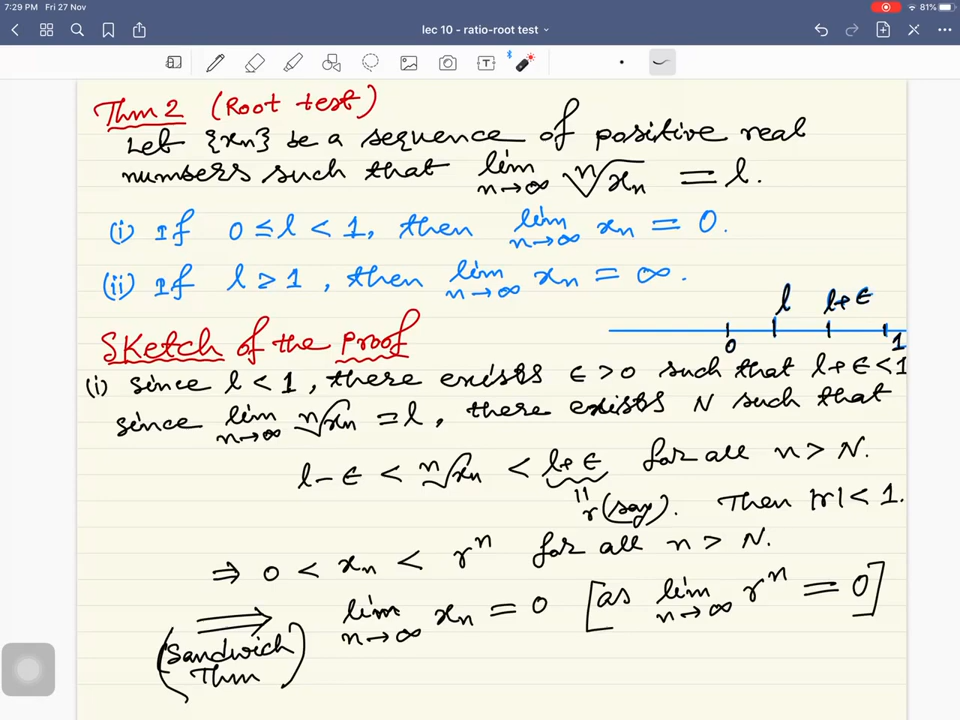 7:29 PM Fri 27 Nov
81%
lec 10 - ratio-root test
Thm 2 (Root test)
Let {xn} be a sequence of positive real
numbers such that lim n→∞ ⁿ√xn = l.
(i) If 0 ≤ l < 1, then lim n→∞ xn = 0.
(ii) If l > 1, then lim n→∞ xn = ∞.
l l+ϵ
0 1
Sketch of the Proof
(i) Since l < 1, there exists ϵ > 0 such that l+ϵ < 1
since lim n→∞ ⁿ√xn = l, there exists N such that
l - ϵ < ⁿ√xn < l+ϵ for all n > N.
|| r (say). Then |r| < 1.
⇒ 0 < xn < rⁿ for all n > N.
⟹ lim n→∞ xn = 0 [as lim n→∞ rⁿ = 0]
(Sandwich
Thm)